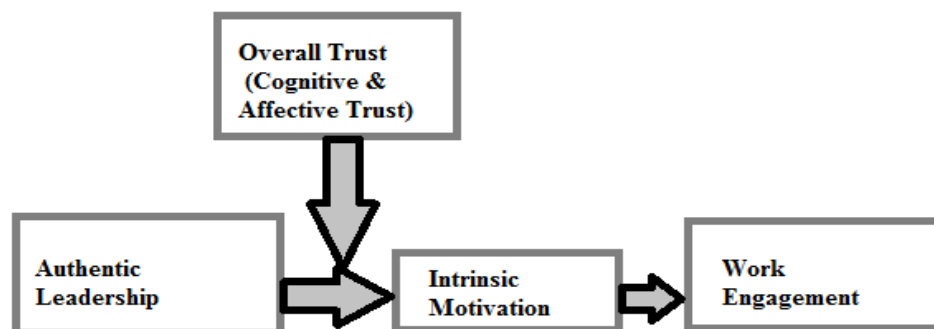 Overall Trust
(Cognitive &
Affective Trust)
Authentic
Leadership
Intrinsic
Motivation
Work
Engagement